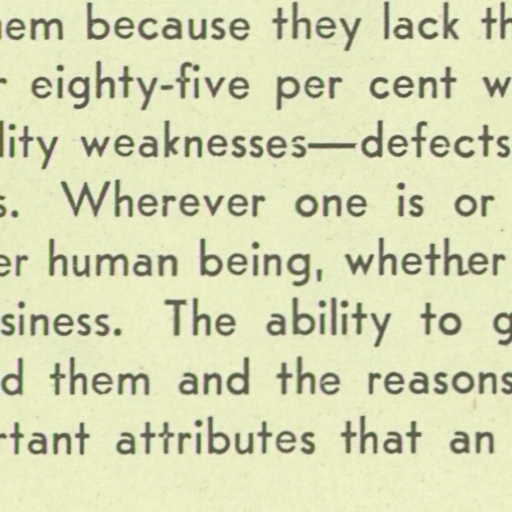 em because they lack th
r eighty-five per cent w
lity weaknesses—defects
s. Wherever one is or
er human being, whether
siness. The ability to g
d them and the reasons
rtant attributes that an